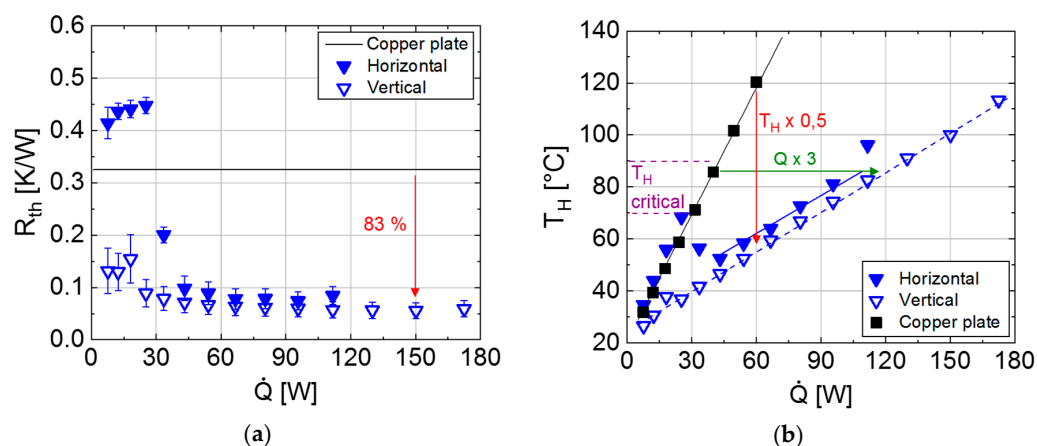 0.6
0.5
0.4
0.3
0.2
0.1
0.0
R_th [K/W]
Copper plate
Horizontal
Vertical
83 %
0 30 60 90 120 150 180
Q̇ [W]
(a)
140
120
100
80
60
40
20
T_H [°C]
T_H x 0,5
Q x 3
T_H
critical
Horizontal
Vertical
Copper plate
0 30 60 90 120 150 180
Q̇ [W]
(b)